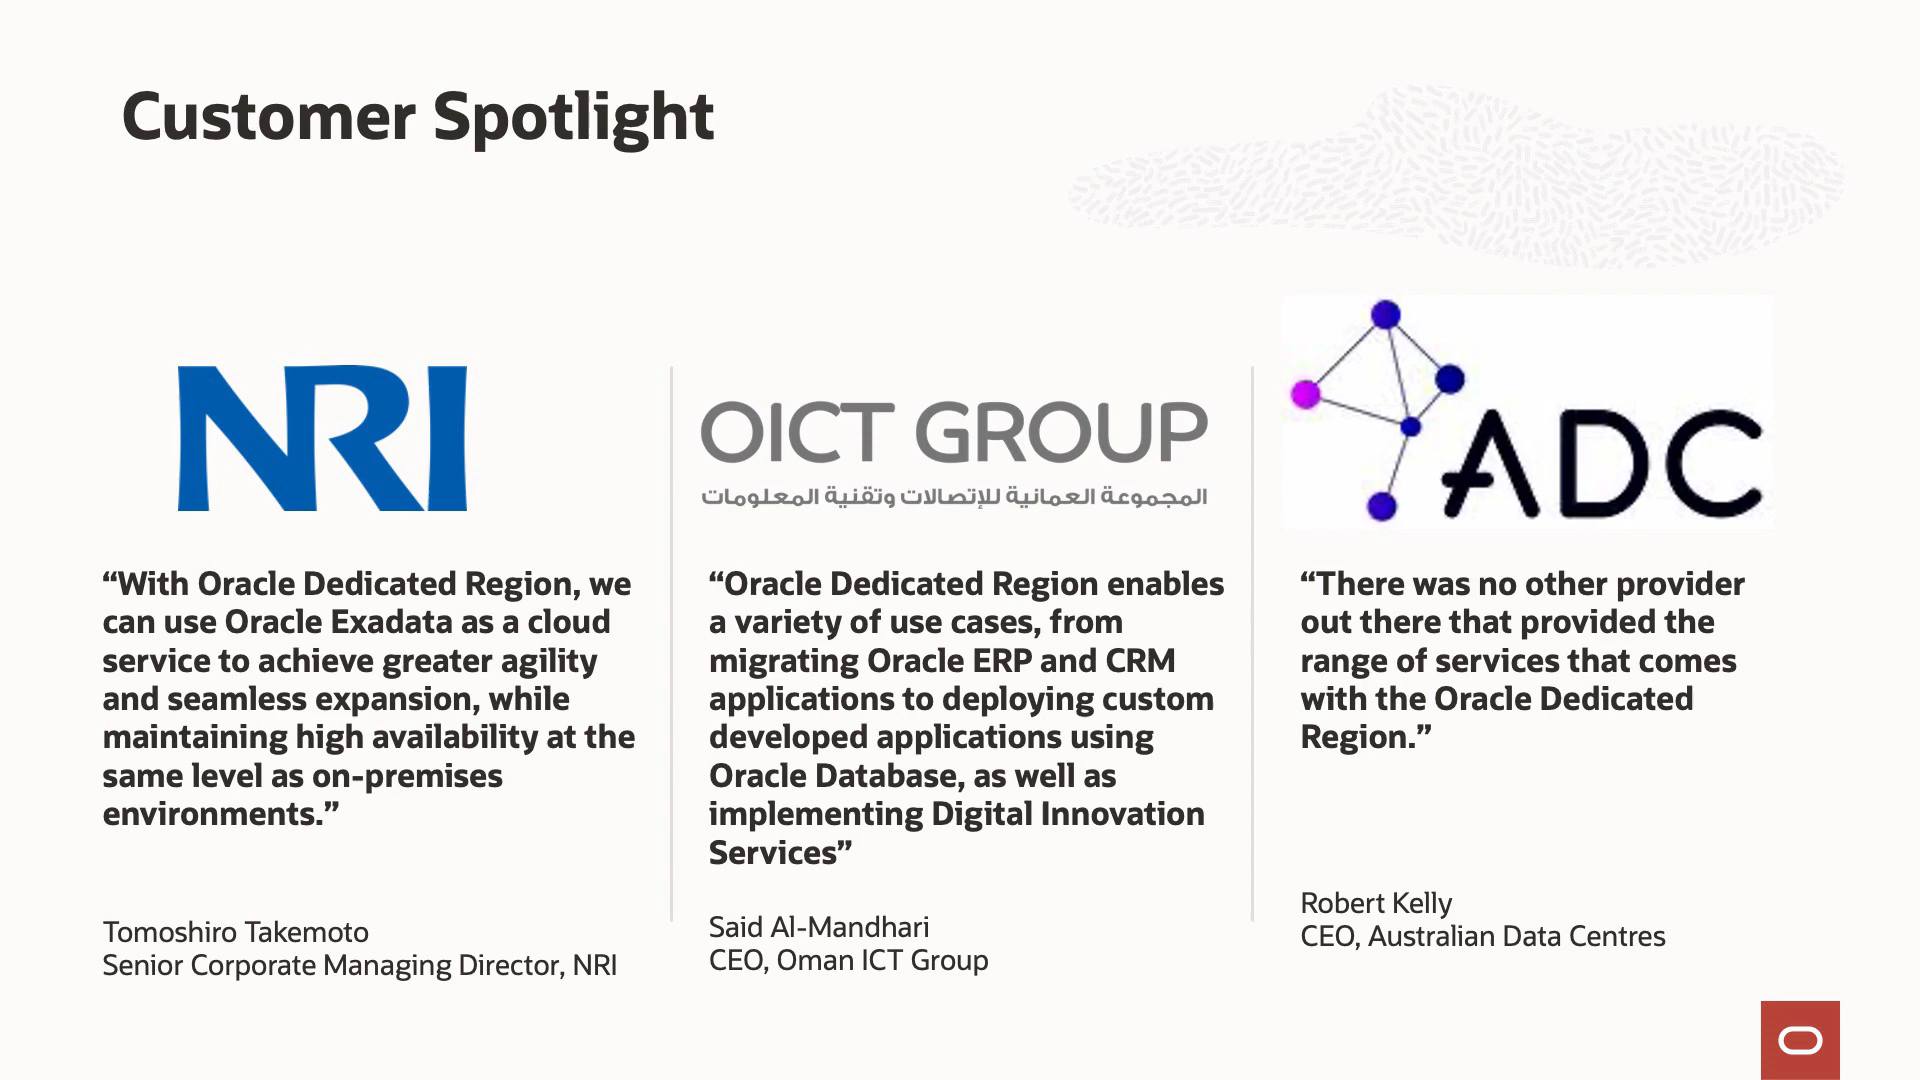 Customer Spotlight
NRI
“With Oracle Dedicated Region, we
can use Oracle Exadata as a cloud
service to achieve greater agility
and seamless expansion, while
maintaining high availability at the
same level as on-premises
environments.”
Tomoshiro Takemoto
Senior Corporate Managing Director, NRI
OICT GROUP
المجموعة العمانية للإتصالات وتقنية المعلومات
“Oracle Dedicated Region enables
a variety of use cases, from
migrating Oracle ERP and CRM
applications to deploying custom
developed applications using
Oracle Database, as well as
implementing Digital Innovation
Services”
Said Al-Mandhari
CEO, Oman ICT Group
ADC
“There was no other provider
out there that provided the
range of services that comes
with the Oracle Dedicated
Region.”
Robert Kelly
CEO, Australian Data Centres